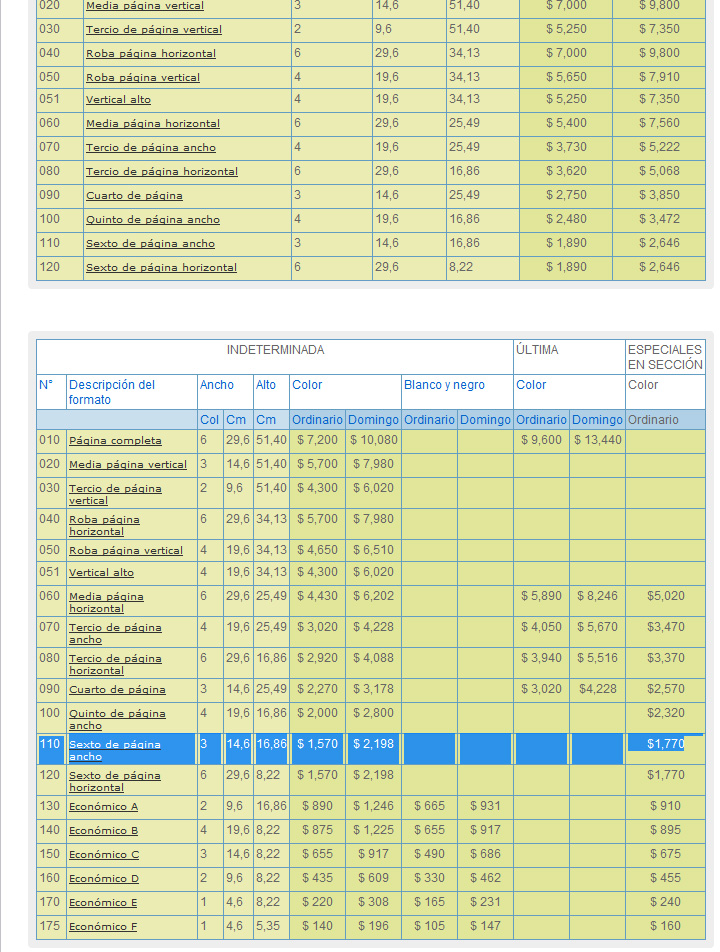 020 Media página vertical 3 14,6 51,40 $ 7,000 $ 9,800
030 Tercio de página vertical 2 9,6 51,40 $ 5,250 $ 7,350
040 Roba página horizontal 6 29,6 34,13 $ 7,000 $ 9,800
050 Roba página vertical 4 19,6 34,13 $ 5,650 $ 7,910
051 Vertical alto 4 19,6 34,13 $ 5,250 $ 7,350
060 Media página horizontal 6 29,6 25,49 $ 5,400 $ 7,560
070 Tercio de página ancho 4 19,6 25,49 $ 3,730 $ 5,222
080 Tercio de página horizontal 6 29,6 16,86 $ 3,620 $ 5,068
090 Cuarto de página 3 14,6 25,49 $ 2,750 $ 3,850
100 Quinto de página ancho 4 19,6 16,86 $ 2,480 $ 3,472
110 Sexto de página ancho 3 14,6 16,86 $ 1,890 $ 2,646
120 Sexto de página horizontal 6 29,6 8,22 $ 1,890 $ 2,646
INDETERMINADA ÚLTIMA ESPECIALES
EN SECCIÓN
N° Descripción del Ancho Alto Color Blanco y negro Color Color
formato
Col Cm Cm Ordinario Domingo Ordinario Domingo Ordinario Domingo Ordinario
010 Página completa 6 29,6 51,40 $ 7,200 $ 10,080 $ 9,600 $ 13,440
020 Media página vertical 3 14,6 51,40 $ 5,700 $ 7,980
030 Tercio de página 2 9,6 51,40 $ 4,300 $ 6,020
vertical
040 Roba página 6 29,6 34,13 $ 5,700 $ 7,980
horizontal
050 Roba página vertical 4 19,6 34,13 $ 4,650 $ 6,510
051 Vertical alto 4 19,6 34,13 $ 4,300 $ 6,020
060 Media página 6 29,6 25,49 $ 4,430 $ 6,202 $ 5,890 $ 8,246 $5,020
horizontal
070 Tercio de página 4 19,6 25,49 $ 3,020 $ 4,228 $ 4,050 $ 5,670 $3,470
ancho
080 Tercio de página 6 29,6 16,86 $ 2,920 $ 4,088 $ 3,940 $ 5,516 $3,370
horizontal
090 Cuarto de página 3 14,6 25,49 $ 2,270 $ 3,178 $ 3,020 $4,228 $2,570
100 Quinto de página 4 19,6 16,86 $ 2,000 $ 2,800 $2,320
ancho
110 Sexto de página 3 14,6 16,86 $ 1,570 $ 2,198 $1,770
ancho
120 Sexto de página 6 29,6 8,22 $ 1,570 $ 2,198 $1,770
horizontal
130 Económico A 2 9,6 16,86 $ 890 $ 1,246 $ 665 $ 931 $ 910
140 Económico B 4 19,6 8,22 $ 875 $ 1,225 $ 655 $ 917 $ 895
150 Económico C 3 14,6 8,22 $ 655 $ 917 $ 490 $ 686 $ 675
160 Económico D 2 9,6 8,22 $ 435 $ 609 $ 330 $ 462 $ 455
170 Económico E 1 4,6 8,22 $ 220 $ 308 $ 165 $ 231 $ 240
175 Económico F 1 4,6 5,35 $ 140 $ 196 $ 105 $ 147 $ 160